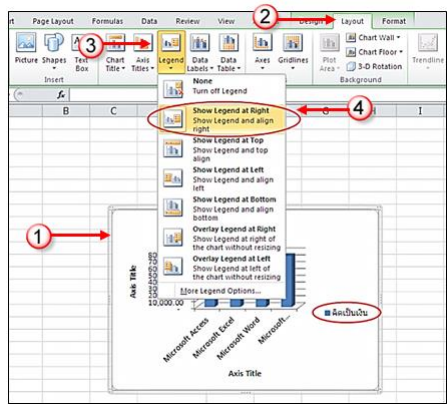 rt Page Layout Formulas Data Review View Design Layout Format
2
3
Picture Shapes Text Box
Chart Title Axis Titles Legend Data Labels Data Table
Axes Gridlines
Plot Area
Chart Wall
Chart Floor
3-D Rotation
Trendline
Insert
Background
fx
B C G H I
None
Turn off Legend
Show Legend at Right
Show Legend and align
right
4
Show Legend at Top
Show Legend and top
align
Show Legend at Left
Show Legend and align
left
Show Legend at Bottom
Show Legend and align
bottom
Overlay Legend at Right
Show Legend at right of
the chart without resizing
Overlay Legend at Left
Show Legend at left of
the chart without resizing
More Legend Options...
1
Axis Title
10,000.00
คิดเป็นเงิน
Microsoft Access
Microsoft Excel
Microsoft Word
Microsoft...
Axis Title